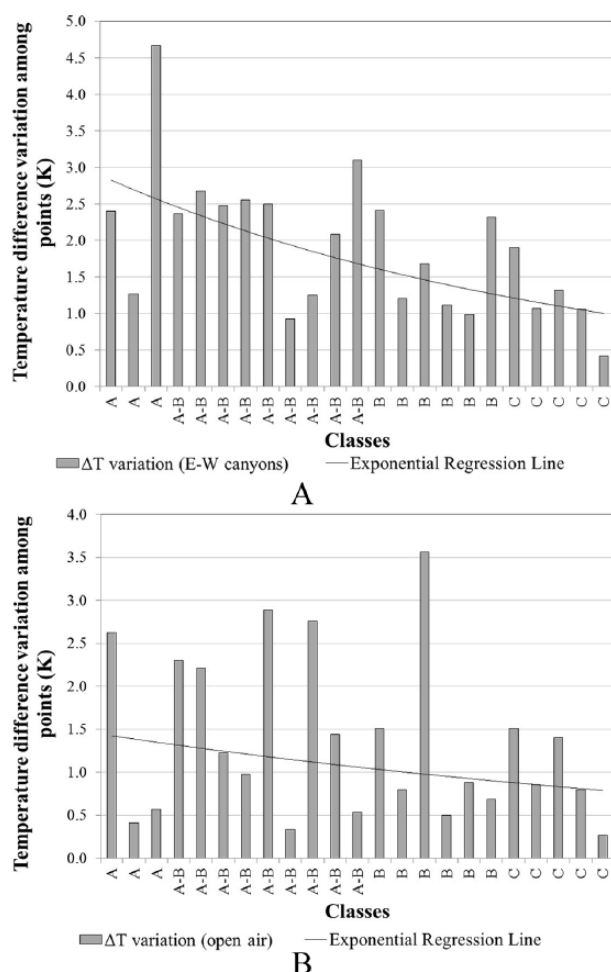 Temperature difference variation among
points (K)
5.0
4.5
4.0
3.5
3.0
2.5
2.0
1.5
1.0
0.5
0.0
A A A A-B A-B A-B A-B A-B A-B A-B A-B A-B B B B B B B C C C C C
Classes
ΔT variation (E-W canyons) Exponential Regression Line
A
Temperature difference variation among
points (K)
4.0
3.5
3.0
2.5
2.0
1.5
1.0
0.5
0.0
A A A A-B A-B A-B A-B A-B A-B A-B A-B A-B B B B B B B C C C C C
Classes
ΔT variation (open air) Exponential Regression Line
B